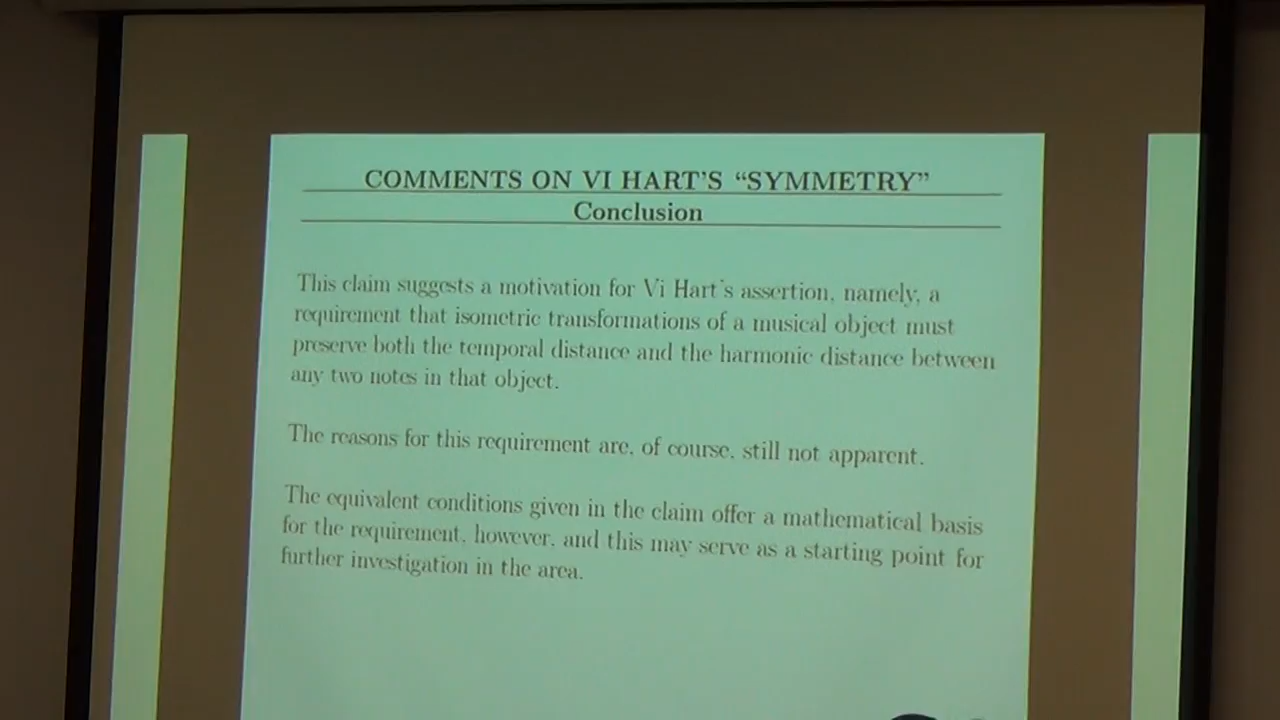 COMMENTS ON VI HART'S “SYMMETRY”
Conclusion
This claim suggests a motivation for Vi Hart's assertion, namely, a
requirement that isometric transformations of a musical object must
preserve both the temporal distance and the harmonic distance between
any two notes in that object.
The reasons for this requirement are, of course, still not apparent.
The equivalent conditions given in the claim offer a mathematical basis
for the requirement, however, and this may serve as a starting point for
further investigation in the area.